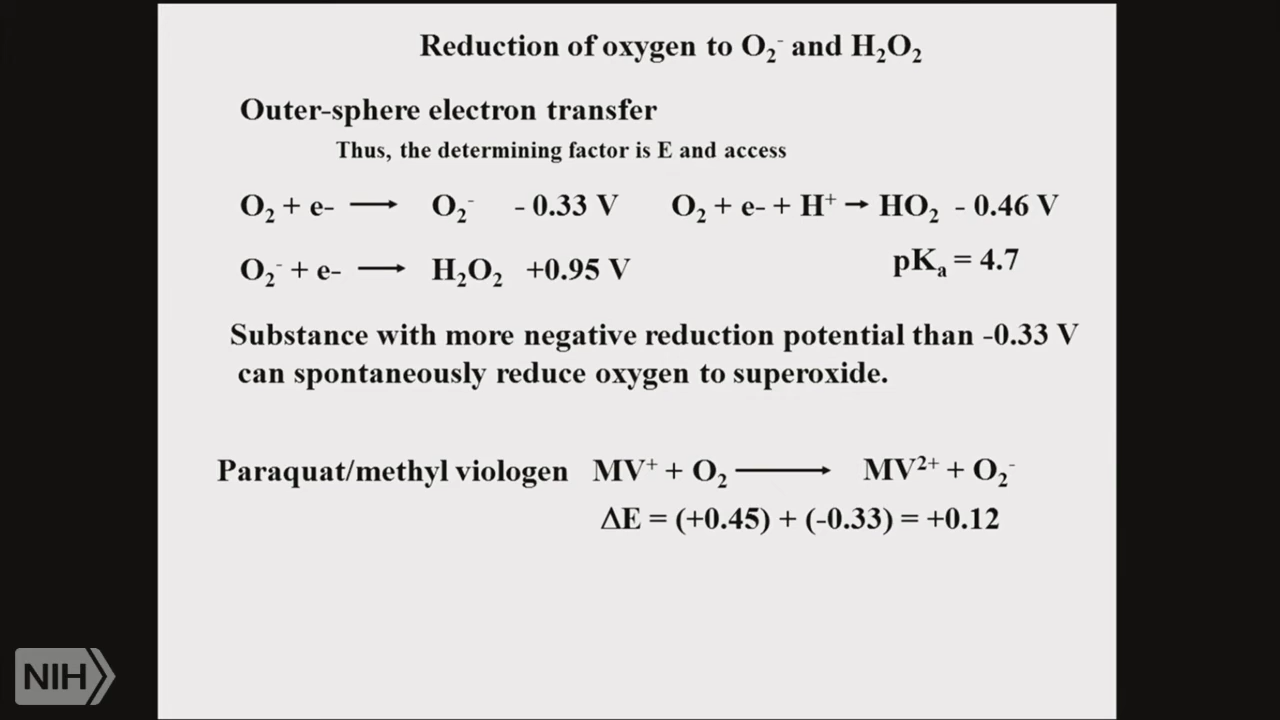 Reduction of oxygen to O₂⁻ and H₂O₂
Outer-sphere electron transfer
Thus, the determining factor is E and access
O₂ + e- ⟶ O₂⁻ - 0.33 V O₂ + e- + H⁺ → HO₂ - 0.46 V
O₂⁻ + e- ⟶ H₂O₂ +0.95 V pKₐ = 4.7
Substance with more negative reduction potential than -0.33 V
can spontaneously reduce oxygen to superoxide.
Paraquat/methyl viologen MV⁺ + O₂ ⟶ MV²⁺ + O₂⁻
ΔE = (+0.45) + (-0.33) = +0.12
NIH